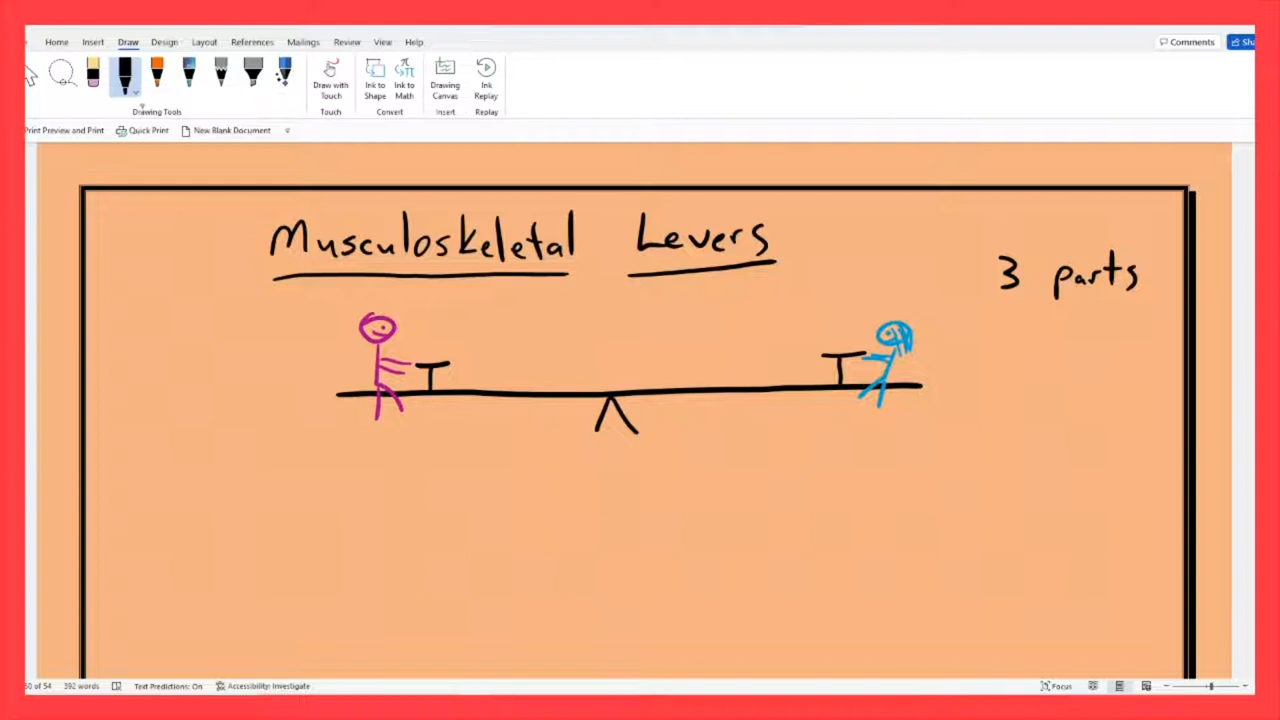 Home Insert Draw Design Layout References Mailings Review View Help
Comments
Draw with Touch
Ink to Shape
Ink to Math
Drawing Canvas
Ink Replay
Drawing Tools
Touch
Convert
Insert
Replay
Print Preview and Print Quick Print New Blank Document
Musculoskeletal Levers
3 parts
of 54 392 words Text Predictions: On Accessibility: Investigate
Focus